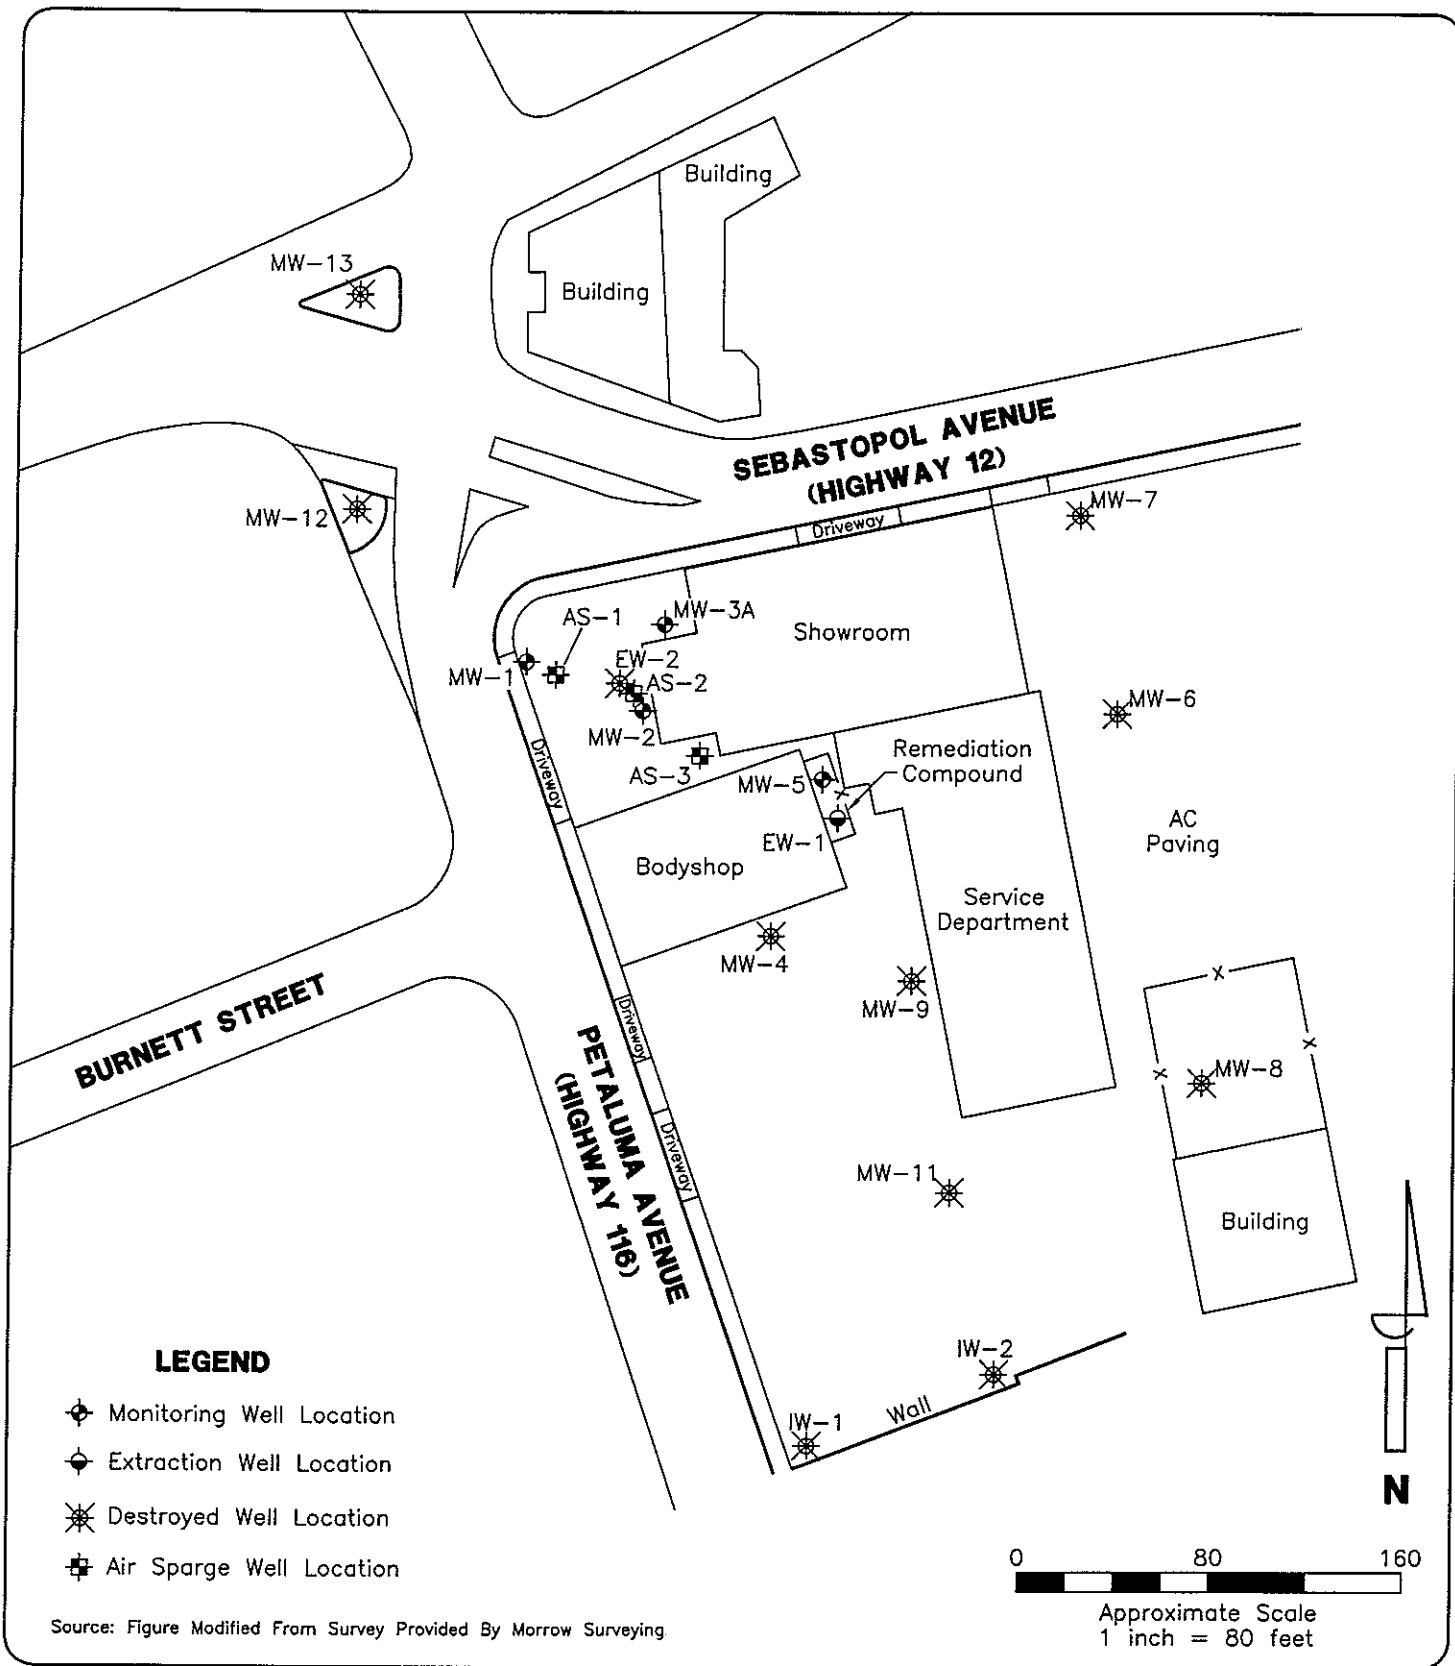 Building
MW-13
Building
SEBASTOPOL AVENUE
(HIGHWAY 12)
MW-12
MW-7
Driveway
AS-1
MW-3A
Showroom
MW-1
EW-2
AS-2
MW-6
MW-2
Driveway
AS-3
Remediation
Compound
MW-5
EW-1
AC
Paving
Bodyshop
Service
Department
MW-4
MW-9
BURNETT STREET
Driveway
PETALUMA AVENUE
(HIGHWAY 116)
MW-8
Driveway
MW-11
Building
IW-2
Wall
IW-1
LEGEND
Monitoring Well Location
Extraction Well Location
Destroyed Well Location
Air Sparge Well Location
N
0 80 160
Approximate Scale
1 inch = 80 feet
Source: Figure Modified From Survey Provided By Morrow Surveying